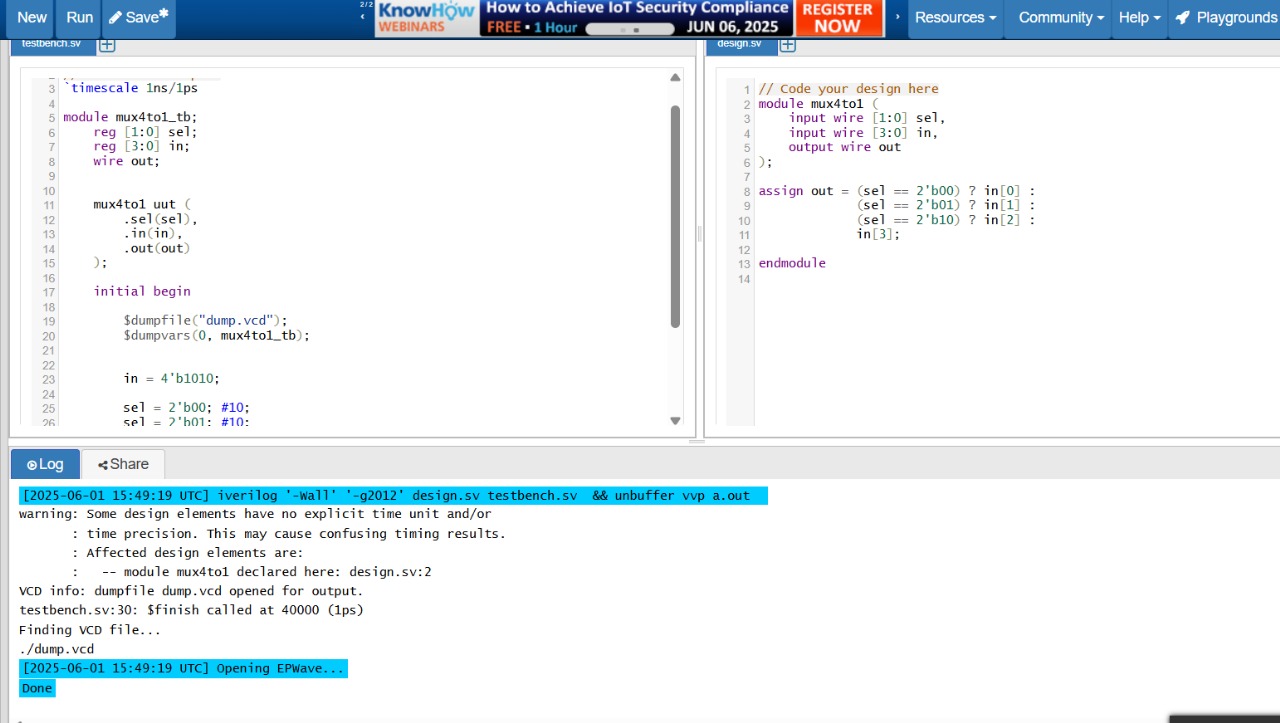 New Run Save* 2/2 KnowHow WEBINARS How to Achieve IoT Security Compliance FREE • 1 Hour JUN 06, 2025 REGISTER NOW Resources Community Help Playgrounds
testbench.sv
3 `timescale 1ns/1ps
4
5 module mux4to1_tb;
6 reg [1:0] sel;
7 reg [3:0] in;
8 wire out;
9
10
11 mux4to1 uut (
12 .sel(sel),
13 .in(in),
14 .out(out)
15 );
16
17 initial begin
18
19 $dumpfile("dump.vcd");
20 $dumpvars(0, mux4to1_tb);
21
22
23 in = 4'b1010;
24
25 sel = 2'b00; #10;
26 sel = 2'b01; #10;
design.sv
1 // Code your design here
2 module mux4to1 (
3 input wire [1:0] sel,
4 input wire [3:0] in,
5 output wire out
6 );
7
8 assign out = (sel == 2'b00) ? in[0] :
9 (sel == 2'b01) ? in[1] :
10 (sel == 2'b10) ? in[2] :
11 in[3];
12
13 endmodule
14
Log Share
[2025-06-01 15:49:19 UTC] iverilog '-Wall' '-g2012' design.sv testbench.sv && unbuffer vvp a.out
warning: Some design elements have no explicit time unit and/or
: time precision. This may cause confusing timing results.
: Affected design elements are:
: -- module mux4to1 declared here: design.sv:2
VCD info: dumpfile dump.vcd opened for output.
testbench.sv:30: $finish called at 40000 (1ps)
Finding VCD file...
./dump.vcd
[2025-06-01 15:49:19 UTC] Opening EPWave...
Done